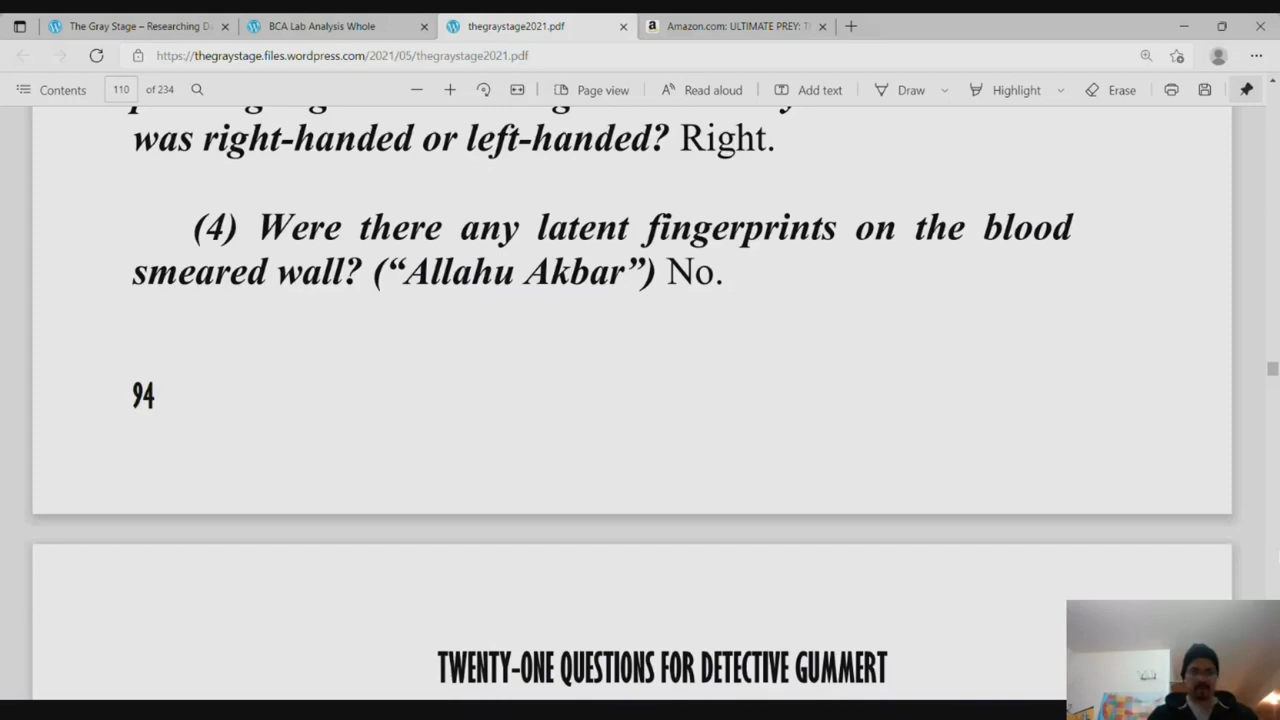 The Gray Stage – Researching Da
BCA Lab Analysis Whole
thegraystage2021.pdf
Amazon.com: ULTIMATE PREY: T
https://thegraystage.files.wordpress.com/2021/05/thegraystage2021.pdf
Contents 110 of 234 Page view Read aloud Add text Draw Highlight Erase
was right-handed or left-handed? Right.
(4) Were there any latent fingerprints on the blood
smeared wall? (“Allahu Akbar”) No.
94
TWENTY-ONE QUESTIONS FOR DETECTIVE GUMMERT